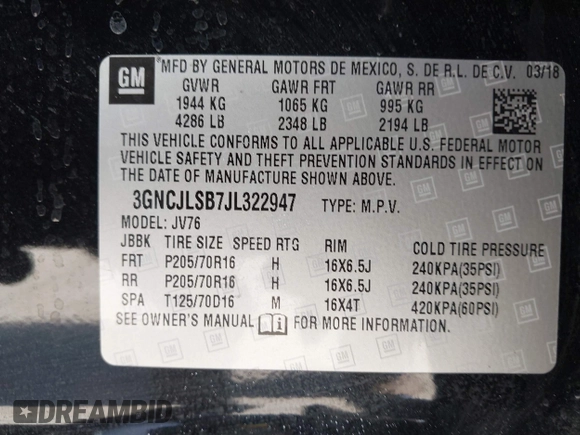 GM
MFD BY GENERAL MOTORS DE MEXICO, S. DE R.L. DE C.V. 03/18
GVWR GAWR FRT GAWR RR
1944 KG 1065 KG 995 KG
4286 LB 2348 LB 2194 LB
THIS VEHICLE CONFORMS TO ALL APPLICABLE U.S. FEDERAL MOTOR
VEHICLE SAFETY AND THEFT PREVENTION STANDARDS IN EFFECT ON
THE DATE OF MANUFACTURE SHOWN ABOVE.
3GNCJLSB7JL322947 TYPE: M.P.V.
MODEL: JV76
JBBK TIRE SIZE SPEED RTG RIM COLD TIRE PRESSURE
FRT P205/70R16 H 16X6.5J 240KPA(35PSI)
RR P205/70R16 H 16X6.5J 240KPA(35PSI)
SPA T125/70D16 M 16X4T 420KPA(60PSI)
SEE OWNER'S MANUAL FOR MORE INFORMATION.
DREAMBID